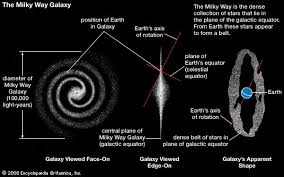 The Milky Way Galaxy
position of Earth
in Galaxy
Earth's axis
of rotation
The Milky Way is the dense
collection of stars that lie in
the plane of the galactic equator.
From Earth these stars appear
to form a belt.
plane of
Earth's equator
(celestial
equator)
diameter of
Milky Way
Galaxy
(100,000
light-years)
Earth
Earth's
axis of
rotation
central plane of
Milky Way Galaxy
(galactic equator)
dense belt of stars in
plane of galactic equator
Galaxy Viewed Face-On
Galaxy Viewed
Edge-On
Galaxy's Apparent
Shape
© 2006 Encyclopædia Britannica, Inc.